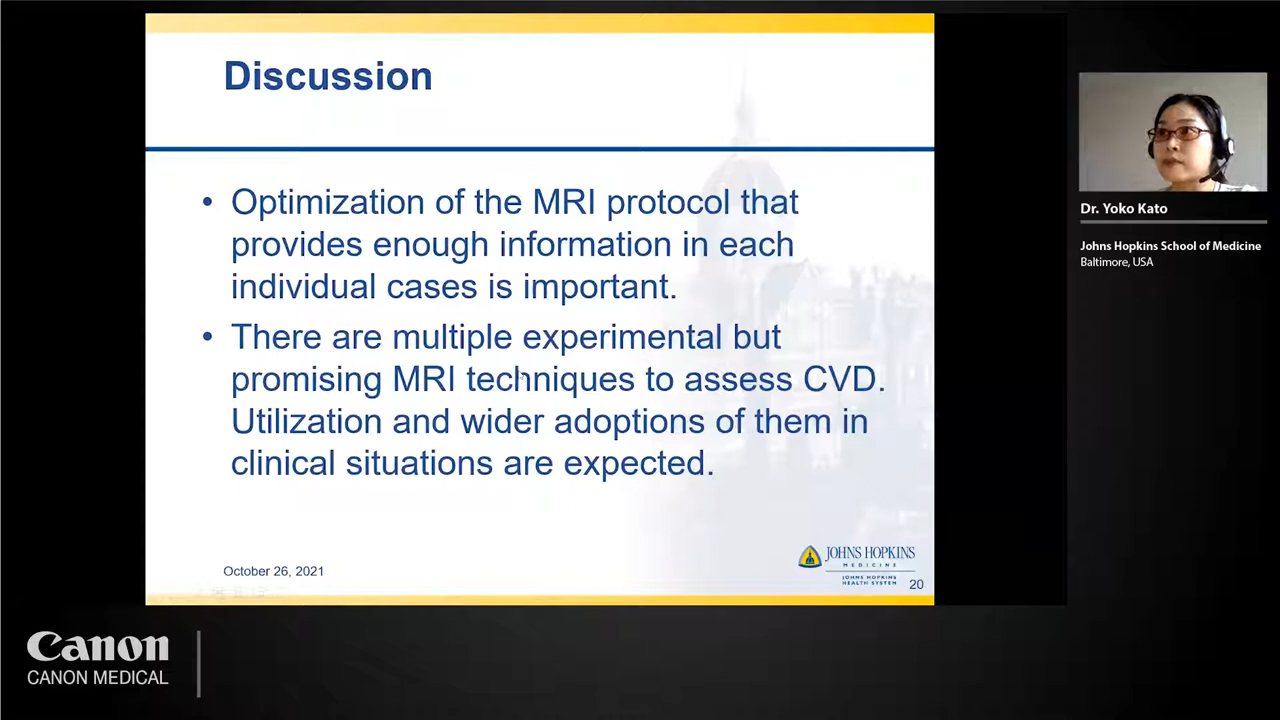 Discussion
• Optimization of the MRI protocol that
provides enough information in each
individual cases is important.
• There are multiple experimental but
promising MRI techniques to assess CVD.
Utilization and wider adoptions of them in
clinical situations are expected.
October 26, 2021
JOHNS HOPKINS
MEDICINE
JOHNS HOPKINS
HEALTH SYSTEM
20
Dr. Yoko Kato
Johns Hopkins School of Medicine
Baltimore, USA
Canon
CANON MEDICAL